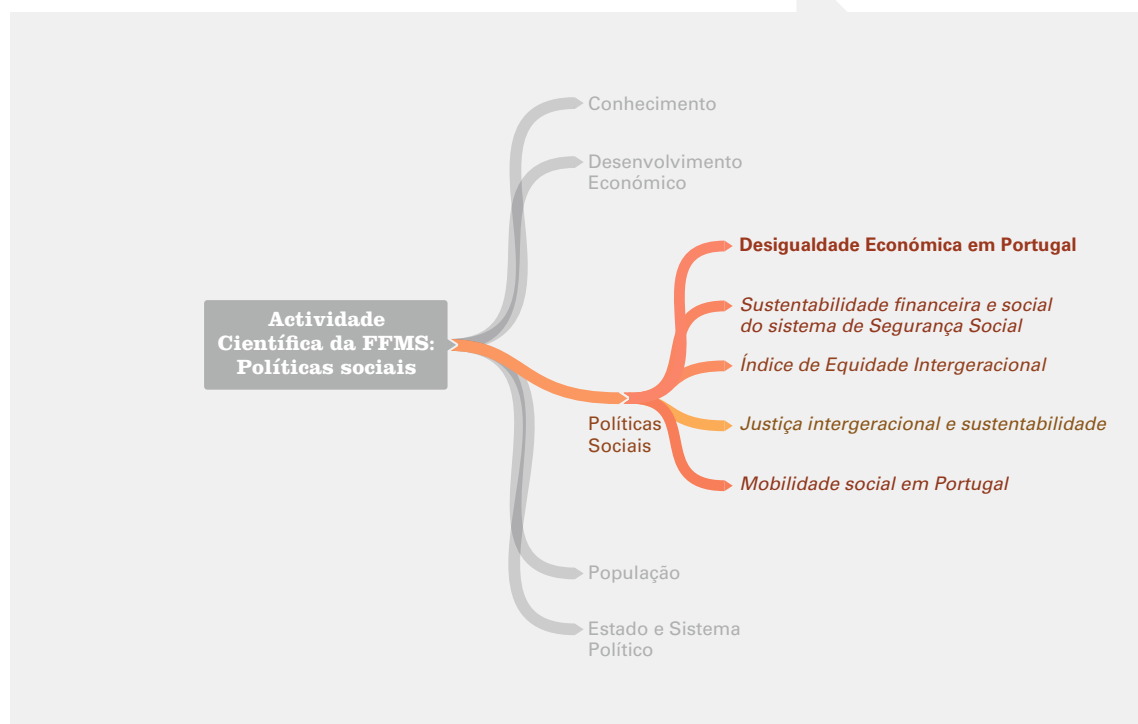 Conhecimento
Desenvolvimento
Económico
Desigualdade Económica em Portugal
Sustentabilidade financeira e social
do sistema de Segurança Social
Actividade
Científica da FFMS:
Políticas sociais
Índice de Equidade Intergeracional
Políticas
Sociais
Justiça intergeracional e sustentabilidade
Mobilidade social em Portugal
População
Estado e Sistema
Político